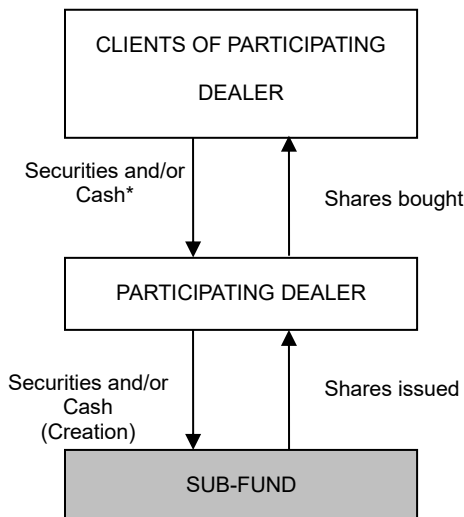 CLIENTS OF PARTICIPATING
DEALER
Securities and/or
Cash*
Shares bought
PARTICIPATING DEALER
Securities and/or
Cash
(Creation)
Shares issued
SUB-FUND